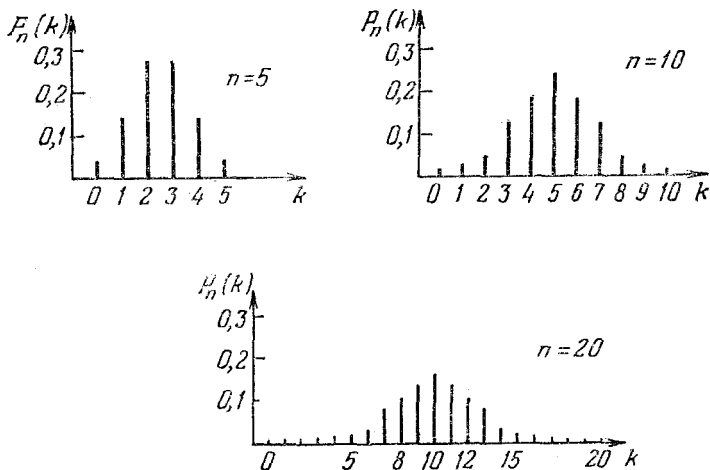 P_n(k)
0,3
0,2
0,1
n=5
0 1 2 3 4 5 k
P_n(k)
0,3
0,2
0,1
n=10
0 1 2 3 4 5 6 7 8 9 10 k
P_n(k)
0,3
0,2
0,1
n=20
0 5 8 10 12 15 20 k